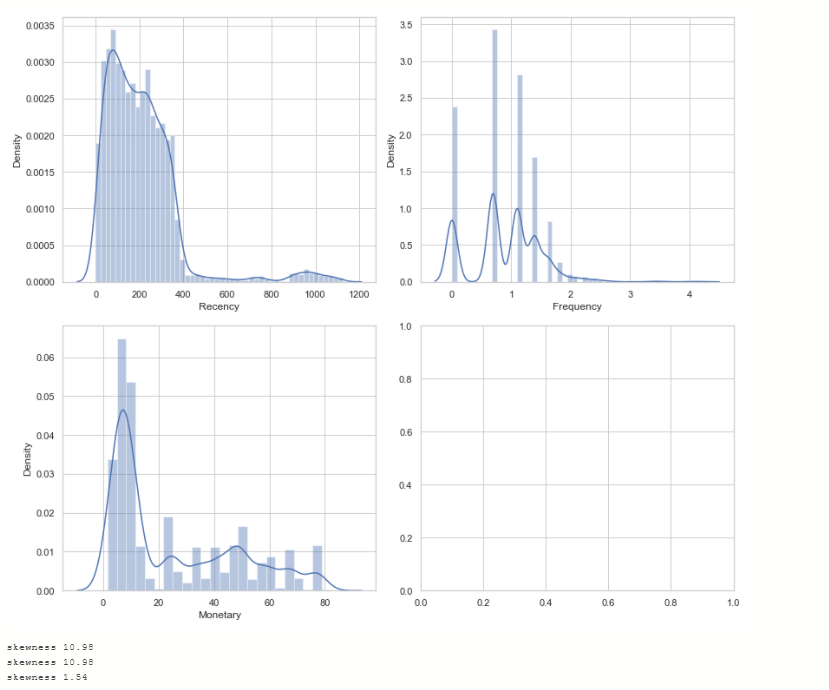 0.0035
0.0030
0.0025
0.0020
0.0015
0.0010
0.0005
0.0000
Density
0 200 400 600 800 1000 1200
Recency
3.5
3.0
2.5
2.0
1.5
1.0
0.5
0.0
Density
0 1 2 3 4
Frequency
0.06
0.05
0.04
0.03
0.02
0.01
0.00
Density
0 20 40 60 80
Monetary
1.0
0.8
0.6
0.4
0.2
0.0
0.0 0.2 0.4 0.6 0.8 1.0
skewness 10.98
skewness 10.98
skewness 1.54